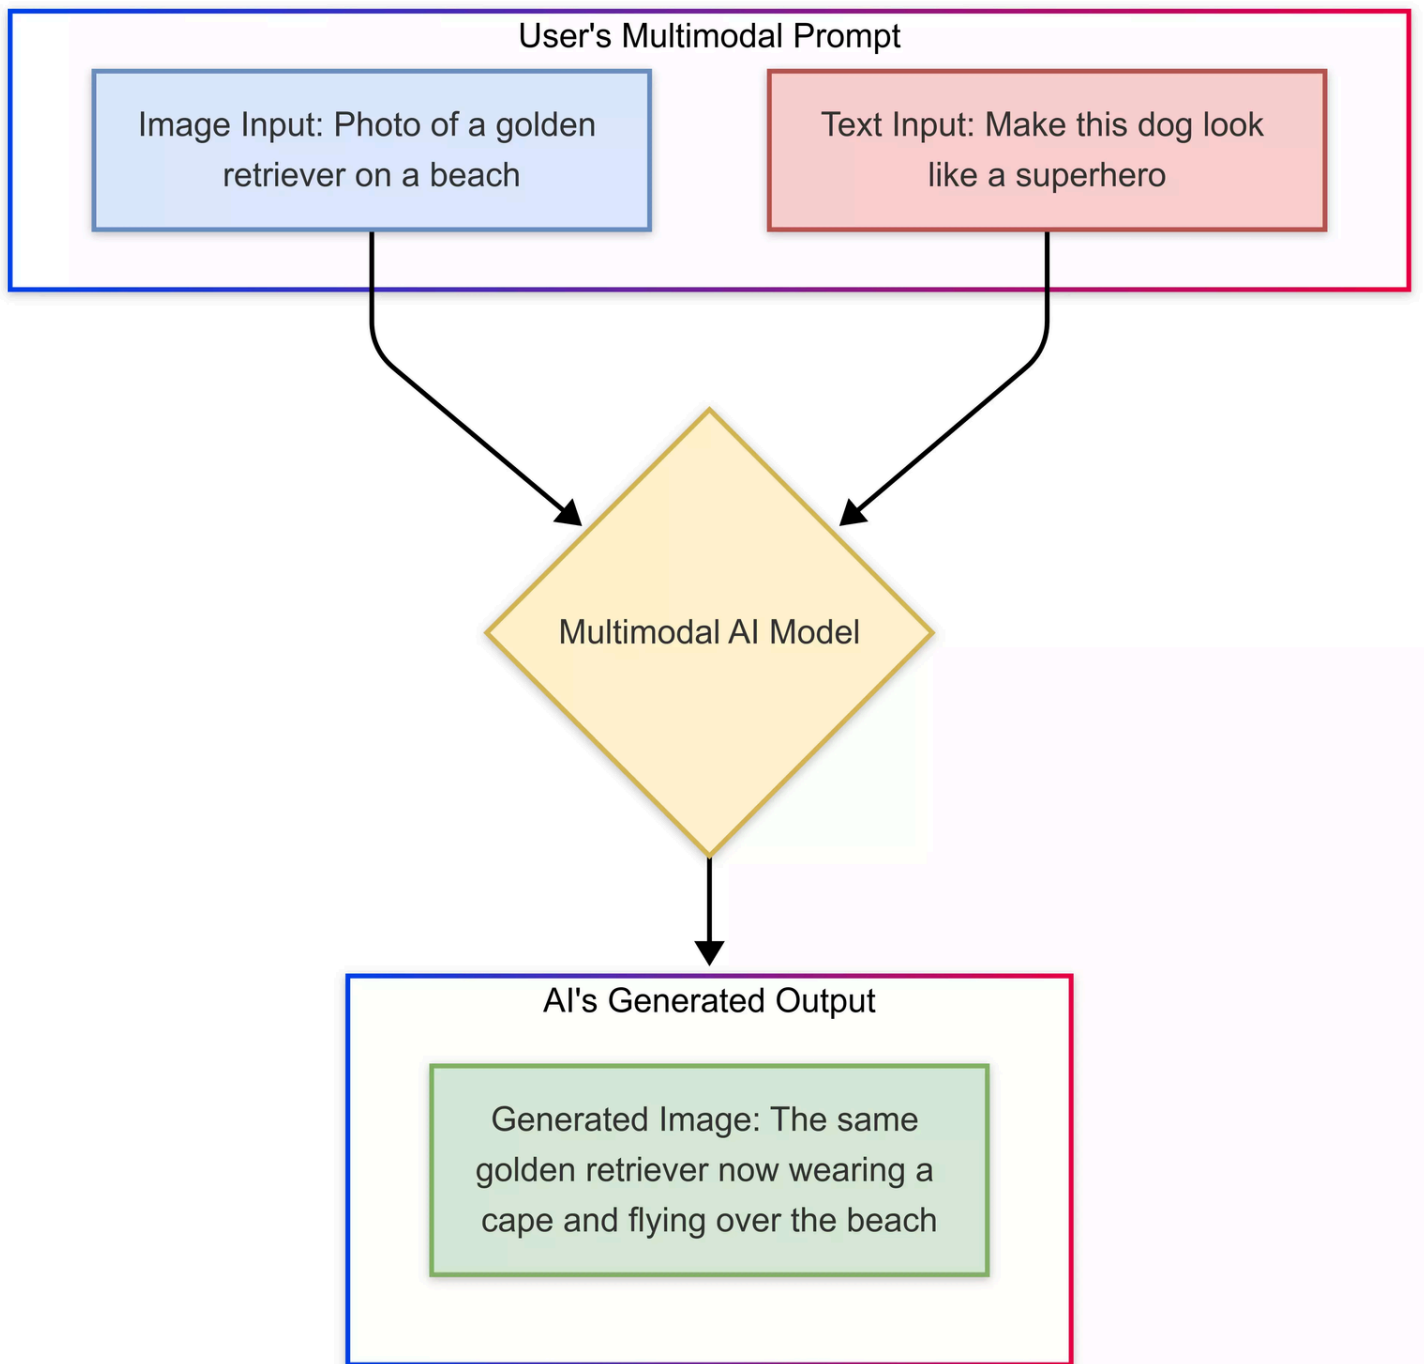 User's Multimodal Prompt
Image Input: Photo of a golden
retriever on a beach
Text Input: Make this dog look
like a superhero
Multimodal AI Model
AI's Generated Output
Generated Image: The same
golden retriever now wearing a
cape and flying over the beach